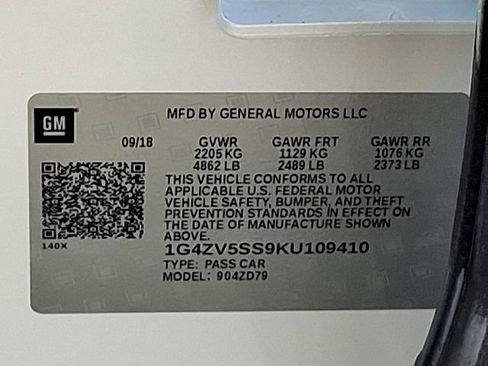 GM
MFD BY GENERAL MOTORS LLC
09/18 GVWR GAWR FRT GAWR RR
2205 KG 1129 KG 1076 KG
4862 LB 2489 LB 2373 LB
THIS VEHICLE CONFORMS TO ALL
APPLICABLE U.S. FEDERAL MOTOR
VEHICLE SAFETY, BUMPER, AND THEFT
PREVENTION STANDARDS IN EFFECT ON
THE DATE OF MANUFACTURE SHOWN
ABOVE.
140X
1G4ZV5SS9KU109410
TYPE: PASS CAR
MODEL: 904ZD79